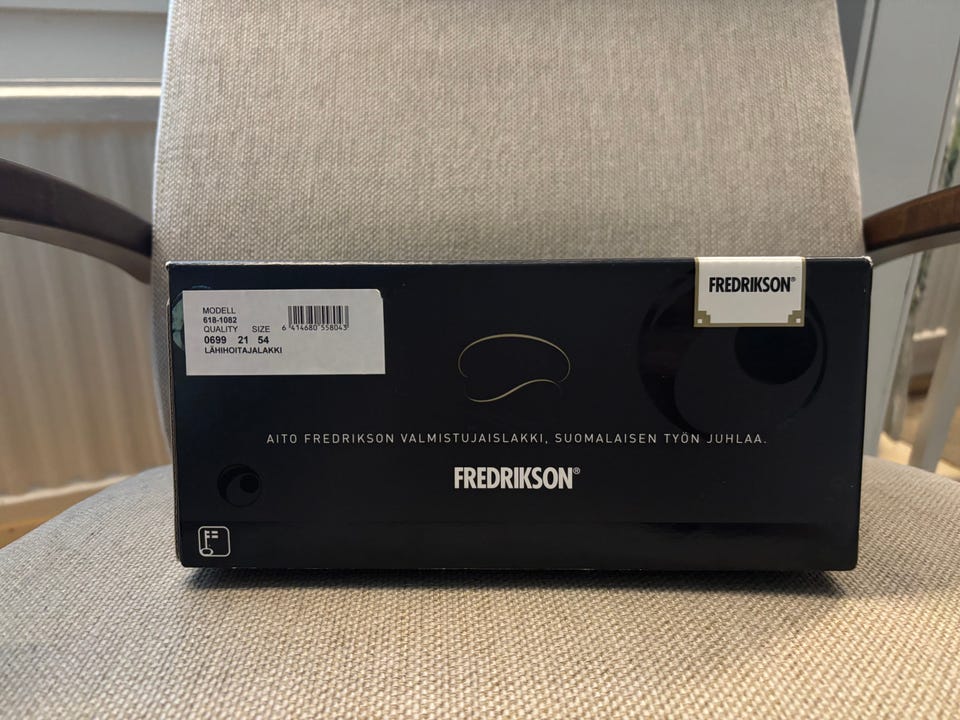 MODELL
618-1082
QUALITY SIZE
0699 21 54
LÄHIHOITAJALAKKI
6 414680 558043
FREDRIKSON®
AITO FREDRIKSON VALMISTUJAISLAKKI, SUOMALAISEN TYÖN JUHLAA.
FREDRIKSON®